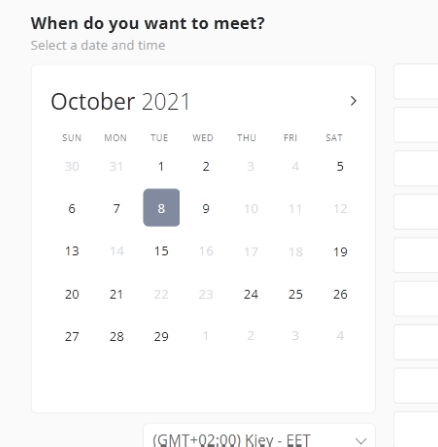 When do you want to meet?
Select a date and time
October 2021
SUN MON TUE WED THU FRI SAT
30 31 1 2 3 4 5
6 7 8 9 10 11 12
13 14 15 16 17 18 19
20 21 22 23 24 25 26
27 28 29 1 2 3 4
(GMT+02:00) Kiev - EET